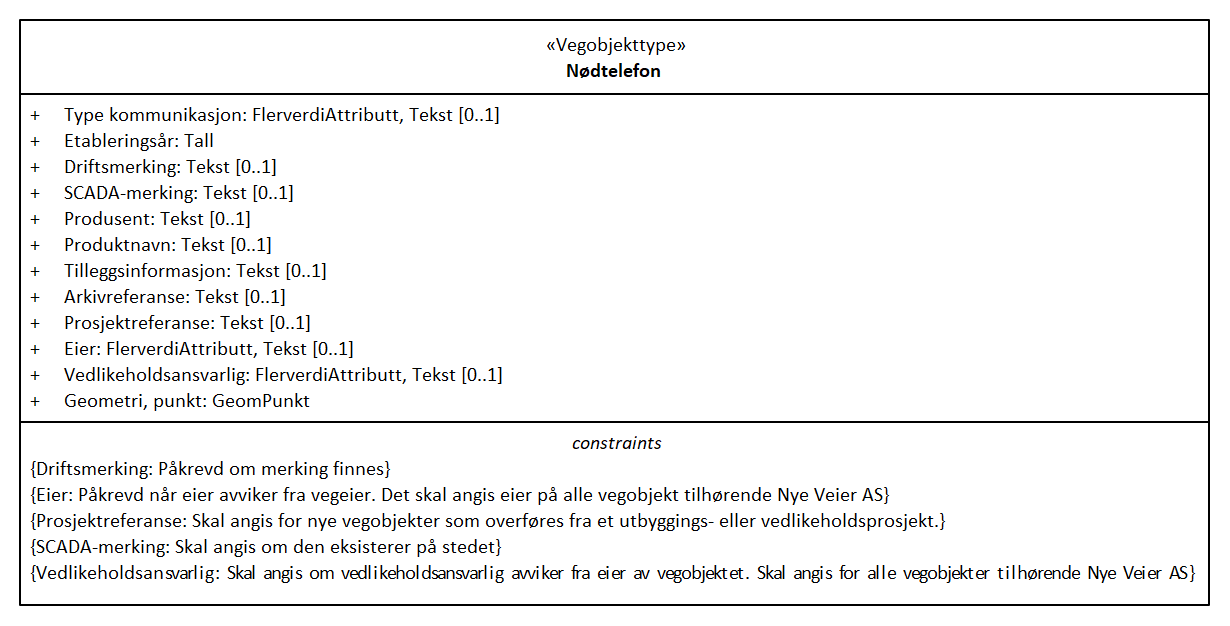 «Vegobjekttype»
Nødtelefon
+ Type kommunikasjon: FlerverdiAttributt, Tekst [0..1]
+ Etableringsår: Tall
+ Driftsmerking: Tekst [0..1]
+ SCADA-merking: Tekst [0..1]
+ Produsent: Tekst [0..1]
+ Produktnavn: Tekst [0..1]
+ Tilleggsinformasjon: Tekst [0..1]
+ Arkivreferanse: Tekst [0..1]
+ Prosjektreferanse: Tekst [0..1]
+ Eier: FlerverdiAttributt, Tekst [0..1]
+ Vedlikeholdsansvarlig: FlerverdiAttributt, Tekst [0..1]
+ Geometri, punkt: GeomPunkt
constraints
{Driftsmerking: Påkrevd om merking finnes}
{Eier: Påkrevd når eier avviker fra vegeier. Det skal angis eier på alle vegobjekt tilhørende Nye Veier AS}
{Prosjektreferanse: Skal angis for nye vegobjekter som overføres fra et utbyggings- eller vedlikeholdsprosjekt.}
{SCADA-merking: Skal angis om den eksisterer på stedet}
{Vedlikeholdsansvarlig: Skal angis om vedlikeholdsansvarlig avviker fra eier av vegobjektet. Skal angis for alle vegobjekter tilhørende Nye Veier AS}